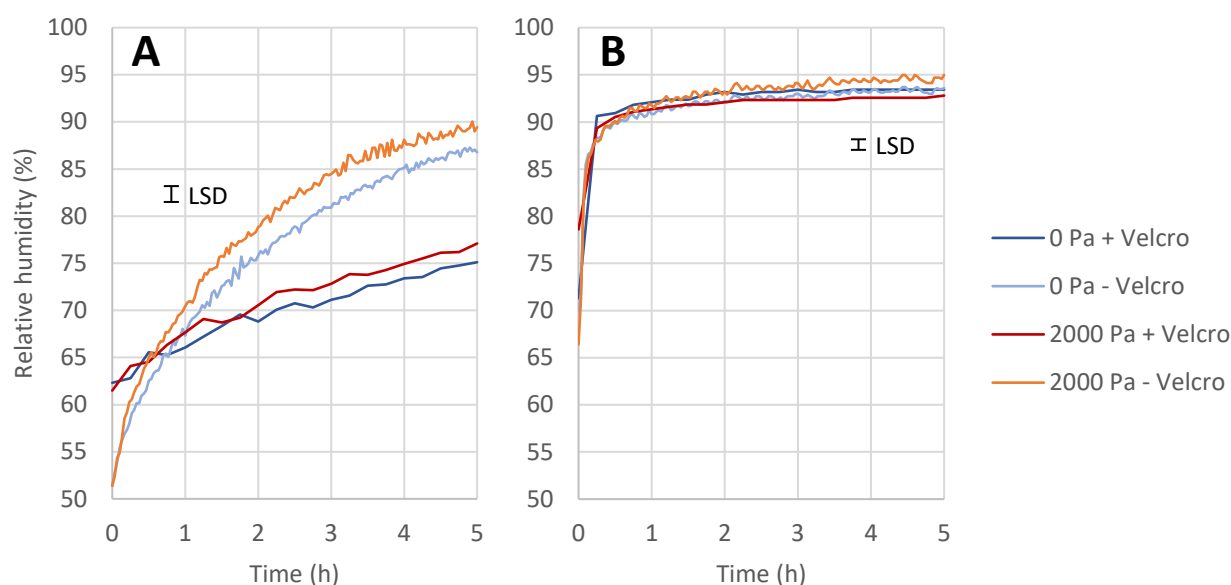 A
B
Relative humidity (%)
100
95
90
85
80
75
70
65
60
55
50
LSD
0 1 2 3 4 5
Time (h)
100
95
90
85
80
75
70
65
60
55
50
LSD
0 1 2 3 4 5
Time (h)
0 Pa + Velcro
0 Pa - Velcro
2000 Pa + Velcro
2000 Pa - Velcro